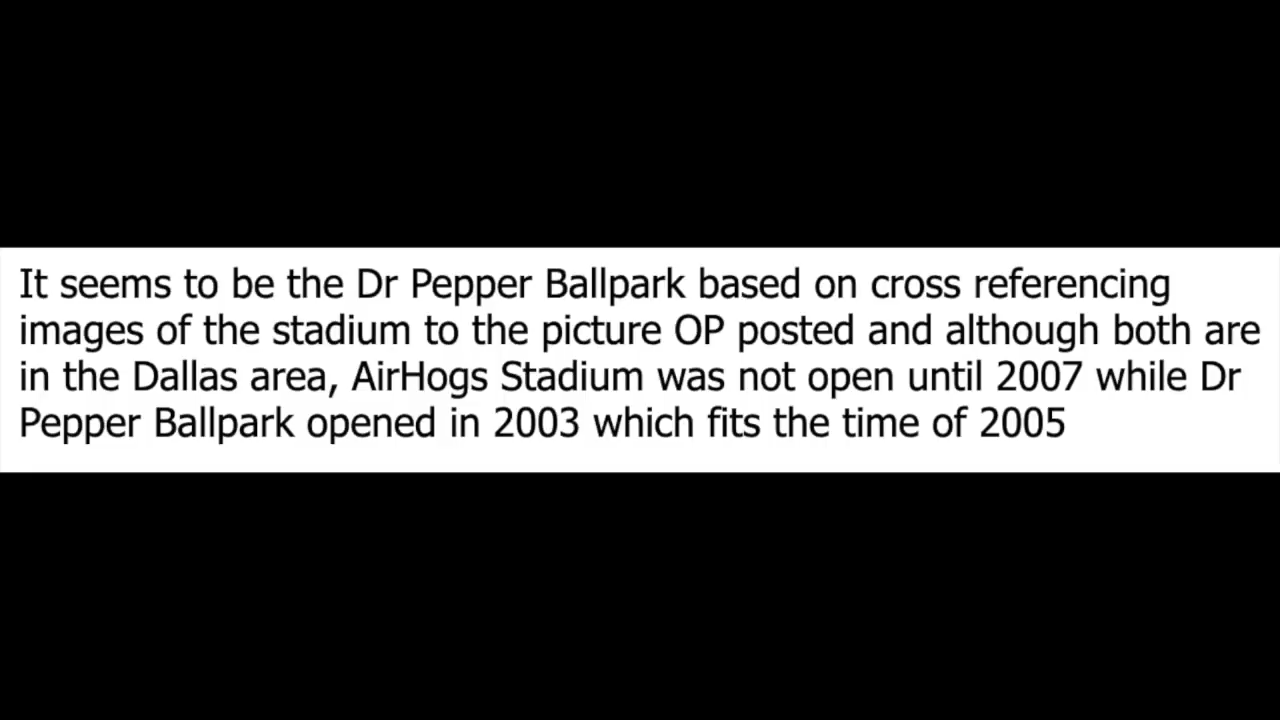 It seems to be the Dr Pepper Ballpark based on cross referencing
images of the stadium to the picture OP posted and although both are
in the Dallas area, AirHogs Stadium was not open until 2007 while Dr
Pepper Ballpark opened in 2003 which fits the time of 2005